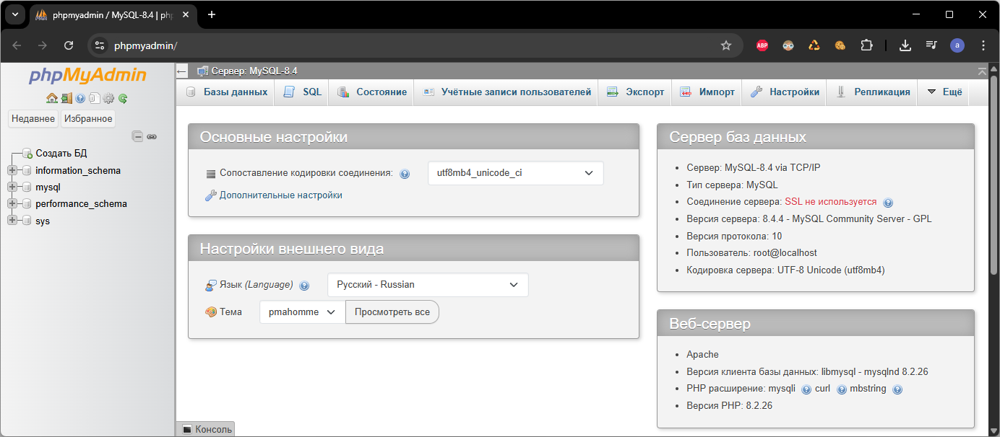 phpmyadmin / MySQL-8.4 | php
phpmyadmin/
ABP
a
phpMyAdmin
Недавнее
Избранное
Создать БД
information_schema
mysql
performance_schema
sys
Сервер: MySQL-8.4
Базы данных
SQL
Состояние
Учётные записи пользователей
Экспорт
Импорт
Настройки
Репликация
Ещё
Основные настройки
Сопоставление кодировки соединения:
utf8mb4_unicode_ci
Дополнительные настройки
Настройки внешнего вида
Язык (Language)
Русский - Russian
Тема
pmahomme
Просмотреть все
Сервер баз данных
Сервер: MySQL-8.4 via TCP/IP
Тип сервера: MySQL
Соединение сервера: SSL не используется
Версия сервера: 8.4.4 - MySQL Community Server - GPL
Версия протокола: 10
Пользователь: root@localhost
Кодировка сервера: UTF-8 Unicode (utf8mb4)
Веб-сервер
Apache
Версия клиента базы данных: libmysql - mysqlnd 8.2.26
PHP расширение: mysqli curl mbstring
Версия PHP: 8.2.26
Консоль